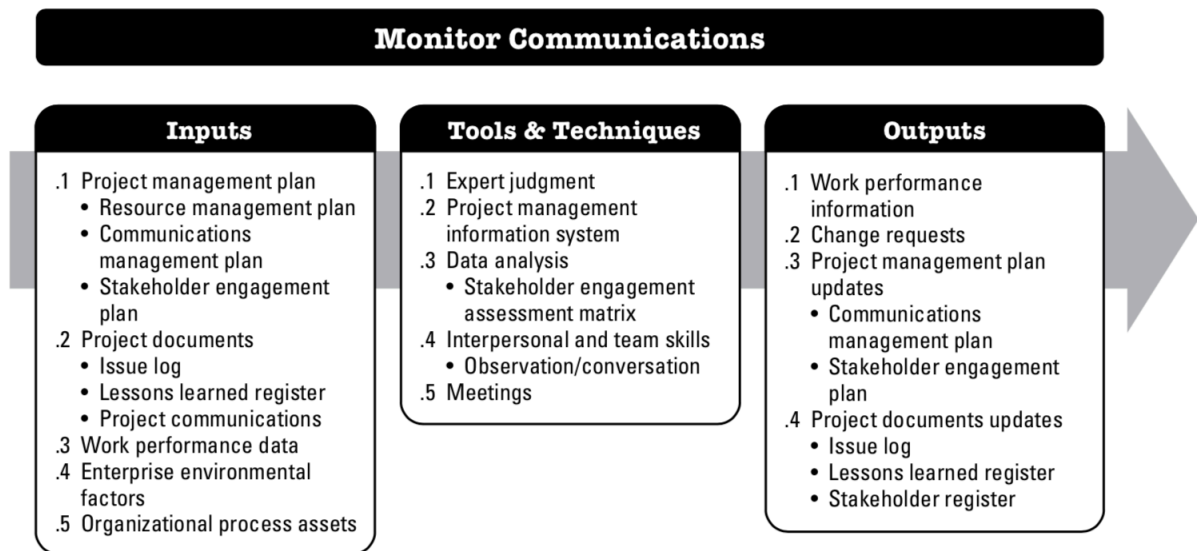 Monitor Communications
Inputs
.1 Project management plan
• Resource management plan
• Communications
management plan
• Stakeholder engagement
plan
.2 Project documents
• Issue log
• Lessons learned register
• Project communications
.3 Work performance data
.4 Enterprise environmental
factors
.5 Organizational process assets
Tools & Techniques
.1 Expert judgment
.2 Project management
information system
.3 Data analysis
• Stakeholder engagement
assessment matrix
.4 Interpersonal and team skills
• Observation/conversation
.5 Meetings
Outputs
.1 Work performance
information
.2 Change requests
.3 Project management plan
updates
• Communications
management plan
• Stakeholder engagement
plan
.4 Project documents updates
• Issue log
• Lessons learned register
• Stakeholder register